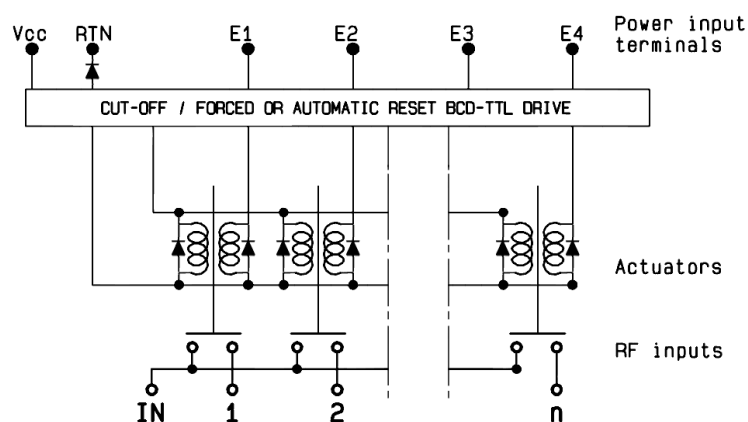 Vcc RTN E1 E2 E3 E4 Power input
terminals
CUT-OFF / FORCED OR AUTOMATIC RESET BCD-TTL DRIVE
Actuators
RF inputs
IN 1 2 n